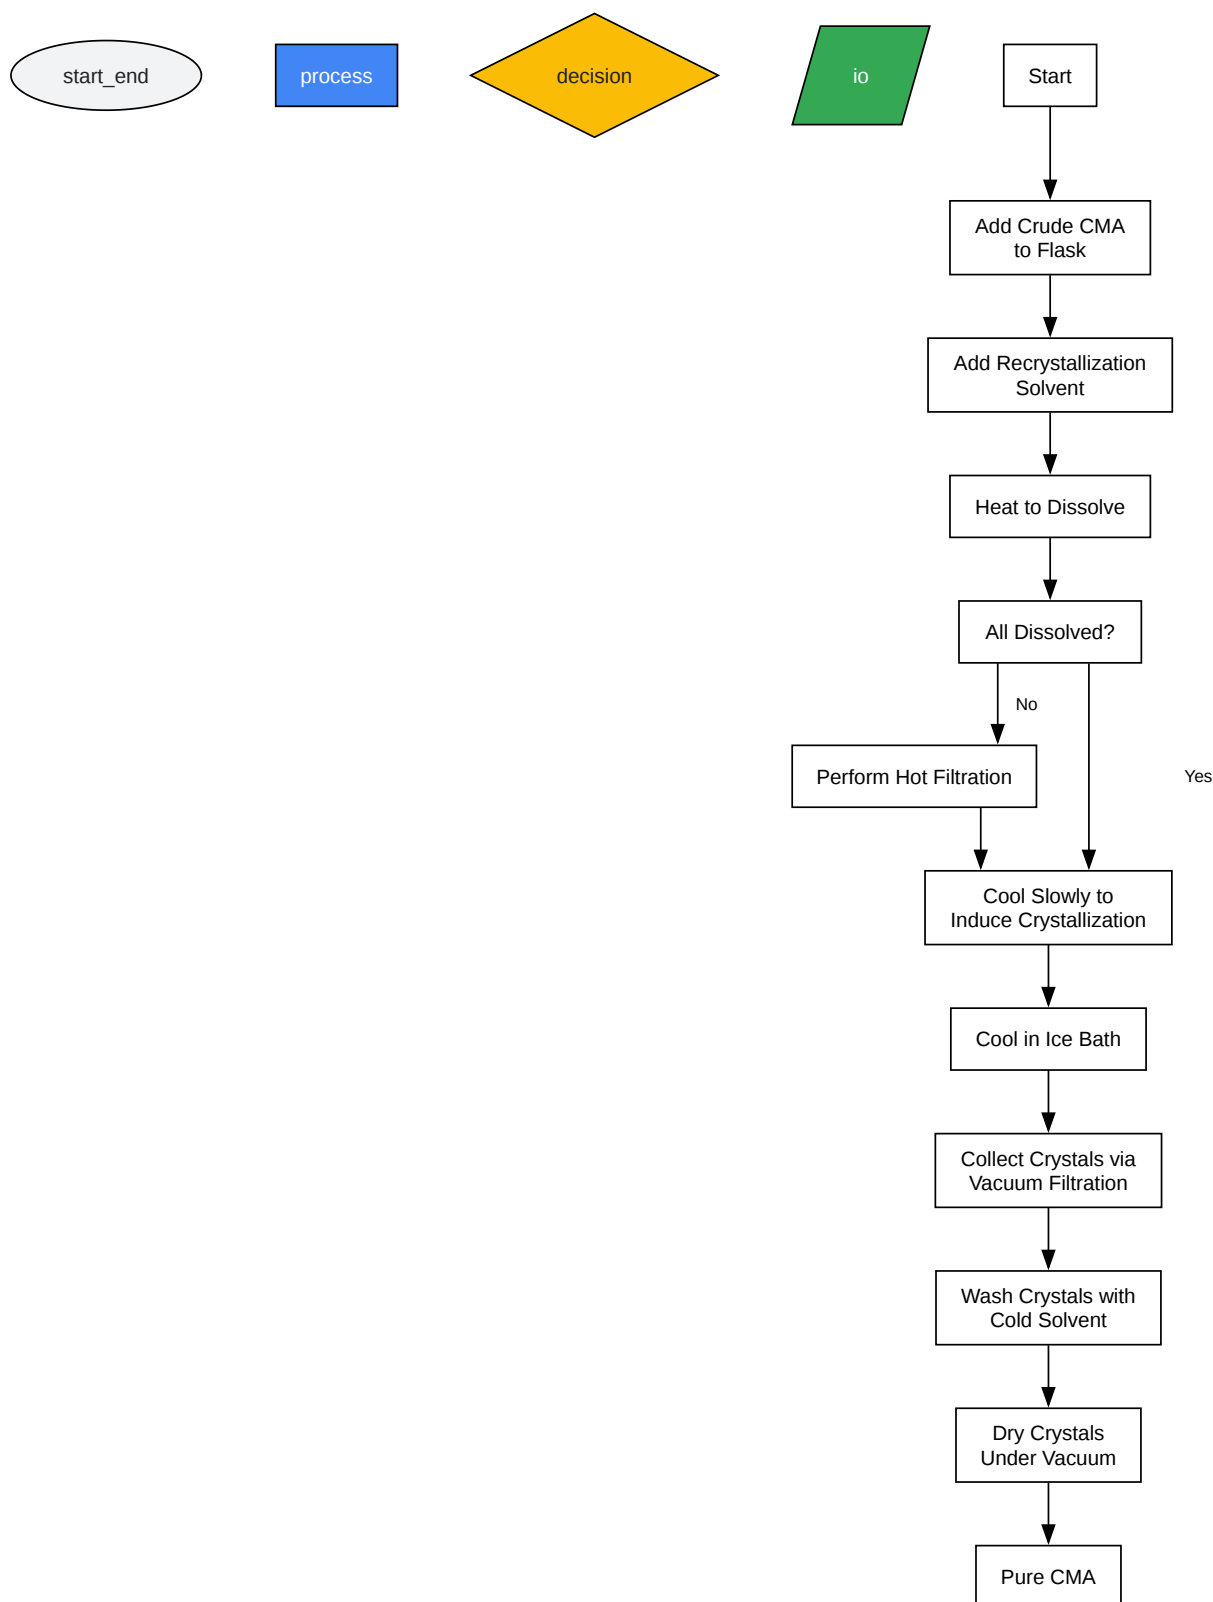 start_end
process
decision
io
Start
Add Crude CMA
to Flask
Add Recrystallization
Solvent
Heat to Dissolve
All Dissolved?
No
Perform Hot Filtration
Yes
Cool Slowly to
Induce Crystallization
Cool in Ice Bath
Collect Crystals via
Vacuum Filtration
Wash Crystals with
Cold Solvent
Dry Crystals
Under Vacuum
Pure CMA